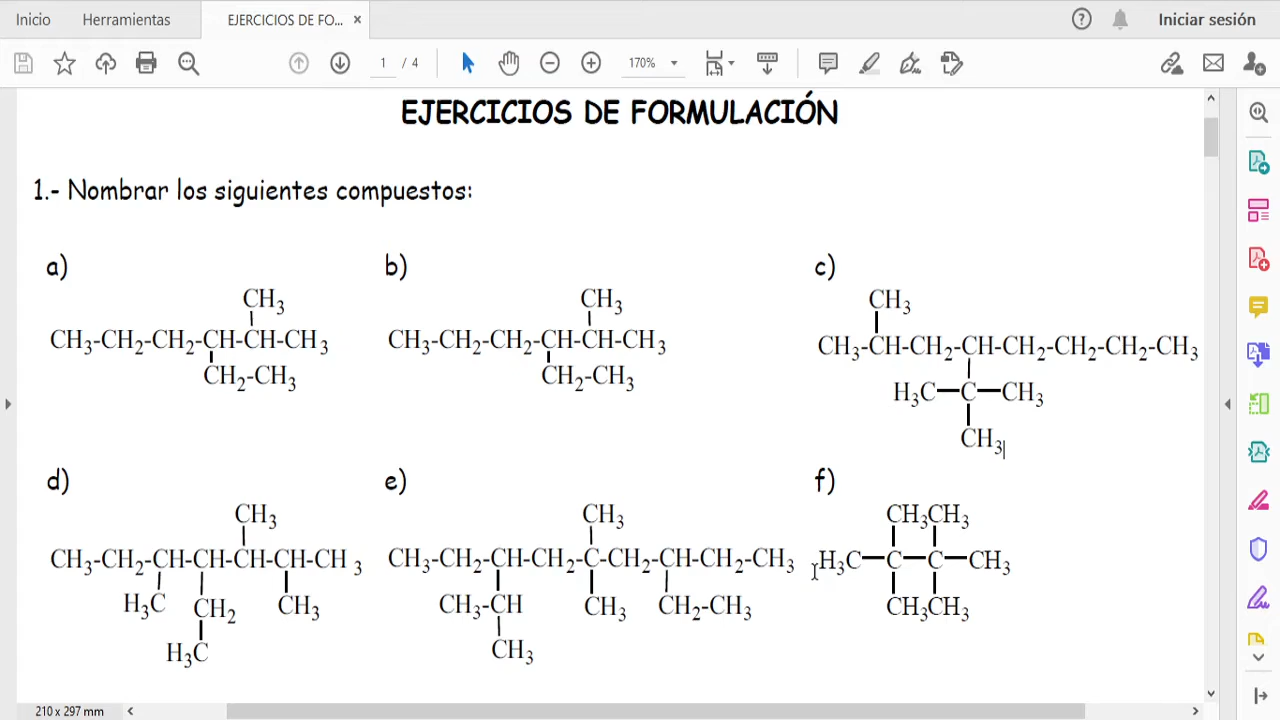 Inicio Herramientas EJERCICIOS DE FO... × Iniciar sesión
1 / 4 170%
EJERCICIOS DE FORMULACIÓN
1.- Nombrar los siguientes compuestos:
a) b) c)
CH3 CH3 CH3
CH3-CH2-CH2-CH-CH-CH3 CH3-CH2-CH2-CH-CH-CH3 CH3-CH-CH2-CH-CH2-CH2-CH2-CH3
CH2-CH3 CH2-CH3 H3C-C-CH3
CH3
d) e) f)
CH3 CH3 CH3CH3
CH3-CH2-CH-CH-CH-CH-CH3 CH3-CH2-CH-CH2-C-CH2-CH-CH2-CH3 H3C-C-C-CH3
H3C CH2 CH3 CH3-CH CH3 CH2-CH3 CH3CH3
H3C CH3
210 x 297 mm